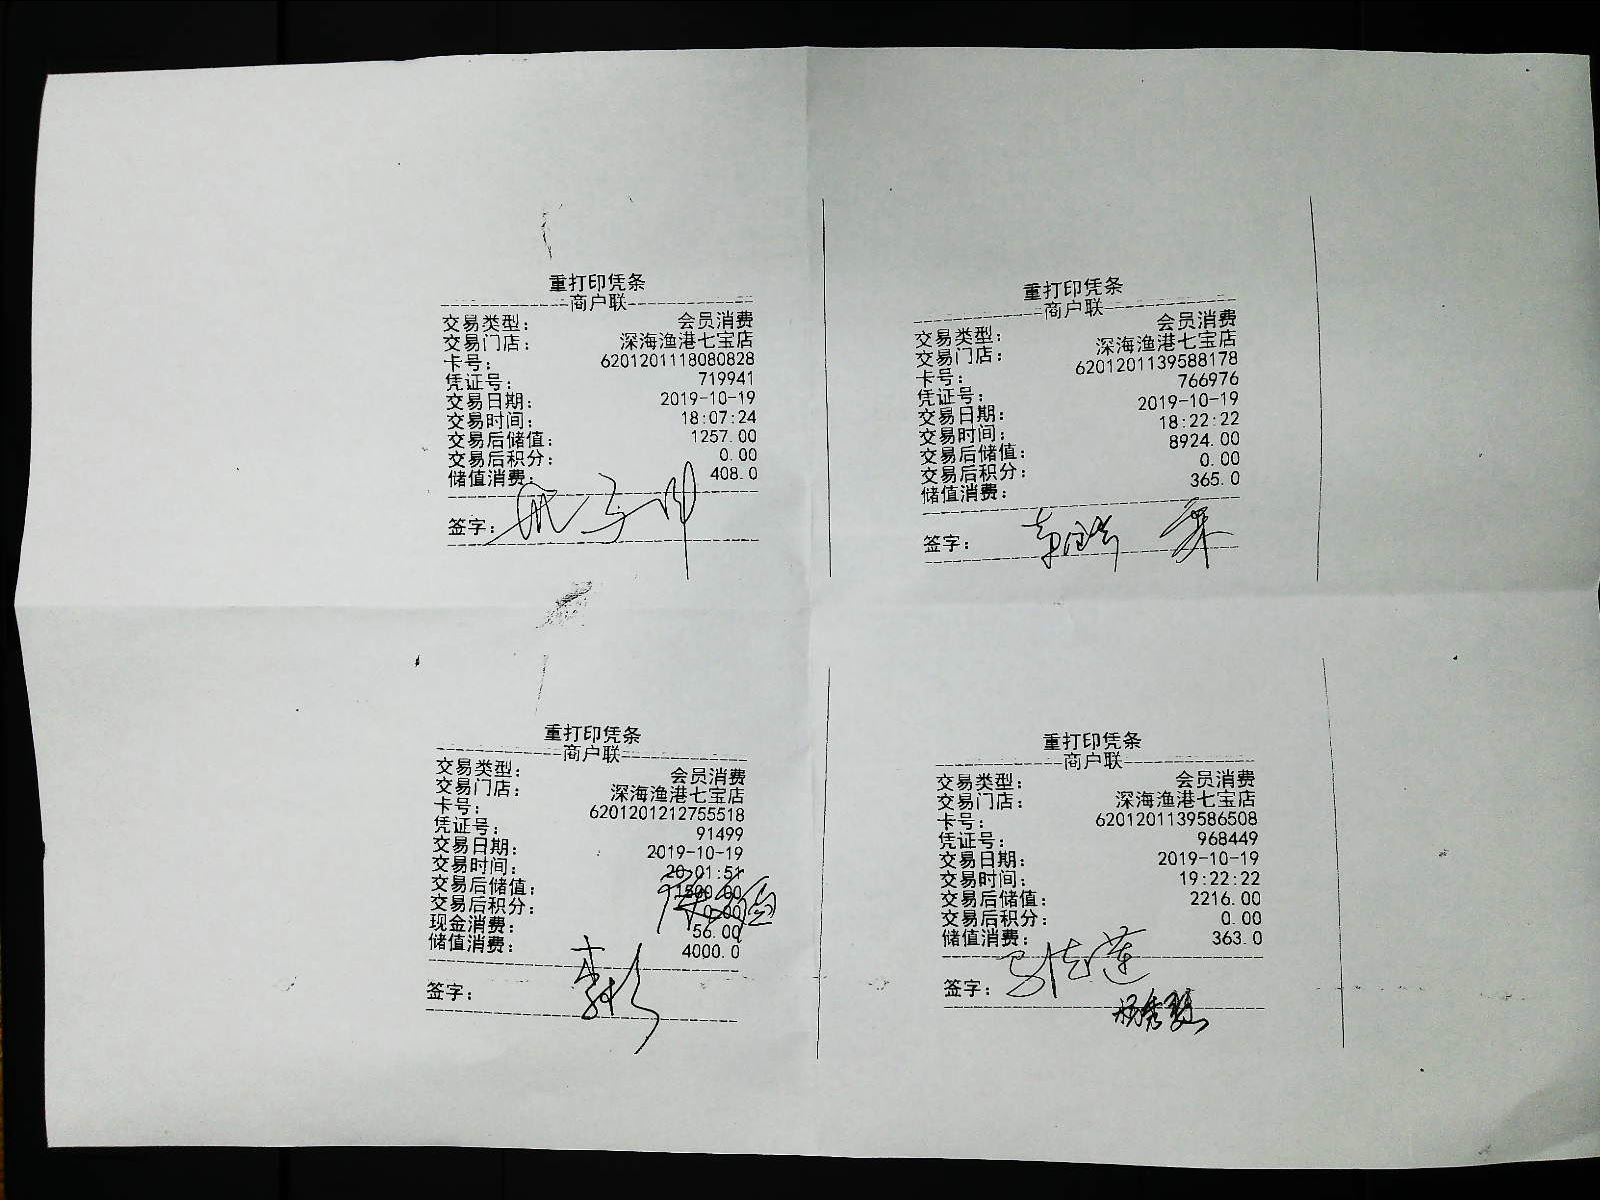 重打印凭条
商户联
交易类型： 会员消费
交易门店： 深海渔港七宝店
卡号： 6201201118080828
凭证号： 719941
交易日期： 2019-10-19
交易时间： 18:07:24
交易后储值： 1257.00
交易后积分： 0.00
储值消费： 408.0
签字：
重打印凭条
商户联
交易类型： 会员消费
交易门店： 深海渔港七宝店
卡号： 6201201139588178
凭证号： 766976
交易日期： 2019-10-19
交易时间： 18:22:22
交易后储值： 8924.00
交易后积分： 0.00
储值消费： 365.0
签字：
重打印凭条
商户联
交易类型： 会员消费
交易门店： 深海渔港七宝店
卡号： 6201201212755518
凭证号： 91499
交易日期： 2019-10-19
交易时间： 20:01:51
交易后储值：
交易后积分： 0.00
现金消费： 56.00
储值消费： 4000.0
签字：
重打印凭条
商户联
交易类型： 会员消费
交易门店： 深海渔港七宝店
卡号： 6201201139586508
凭证号： 968449
交易日期： 2019-10-19
交易时间： 19:22:22
交易后储值： 2216.00
交易后积分： 0.00
储值消费： 363.0
签字：